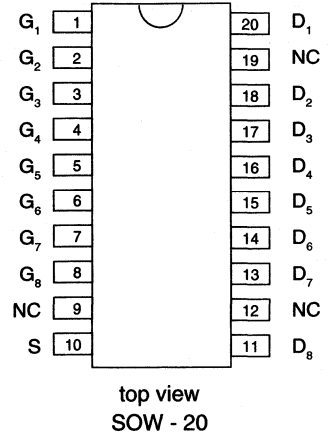 G₁ 1 20 D₁
G₂ 2 19 NC
G₃ 3 18 D₂
G₄ 4 17 D₃
G₅ 5 16 D₄
G₆ 6 15 D₅
G₇ 7 14 D₆
G₈ 8 13 D₇
NC 9 12 NC
S 10 11 D₈
top view
SOW - 20